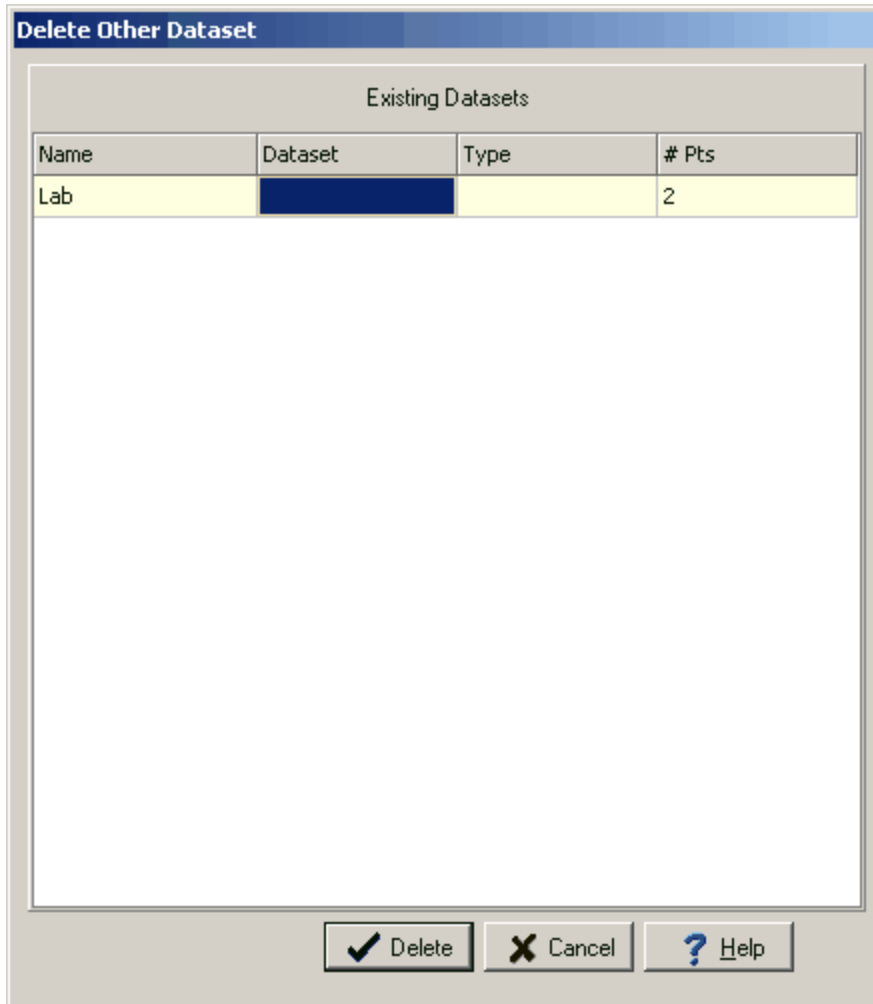 Delete Other Dataset
Existing Datasets
Name Dataset Type # Pts
Lab 2
Delete Cancel Help